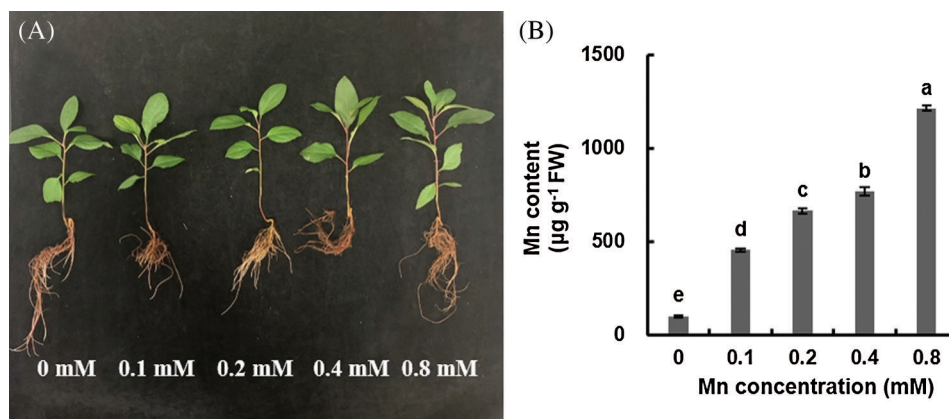 (A)
0 mM 0.1 mM 0.2 mM 0.4 mM 0.8 mM
(B)
1500
1000
500
0
Mn content
(µg g-1 FW)
e
d
c
b
a
0 0.1 0.2 0.4 0.8
Mn concentration (mM)